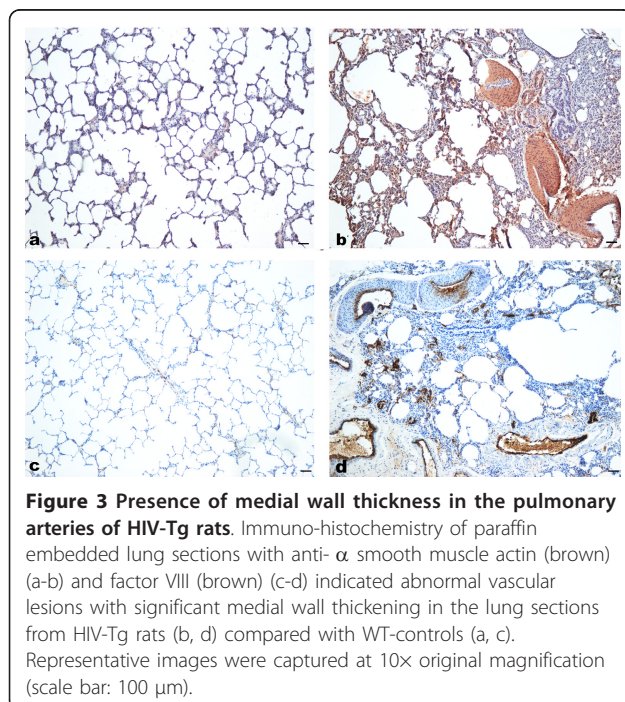 a
b
c
d
Figure 3 Presence of medial wall thickness in the pulmonary
arteries of HIV-Tg rats. Immuno-histochemistry of paraffin
embedded lung sections with anti- α smooth muscle actin (brown)
(a-b) and factor VIII (brown) (c-d) indicated abnormal vascular
lesions with significant medial wall thickening in the lung sections
from HIV-Tg rats (b, d) compared with WT-controls (a, c).
Representative images were captured at 10× original magnification
(scale bar: 100 μm).